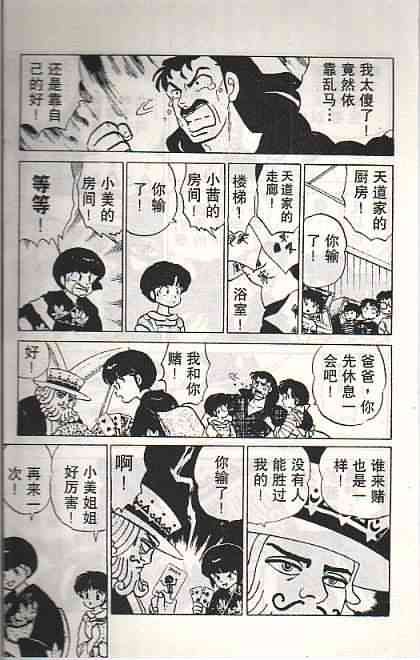 我太傻了！
竟然依
靠乱马…
还是靠自
己的好！
天道家的
厨房！
你输
了！
天道家的
走廊！
楼梯！
浴室！
小茜的
房间！
你输
了！
小美的
房间！
等等！
爸爸，你
先休息一
会吧！
我和你
赌！
好！
谁来赌
也是一
样！
没有人
能胜过
我的！
你输了！
啊！
小美姐姐
好厉害！
再来一
次！